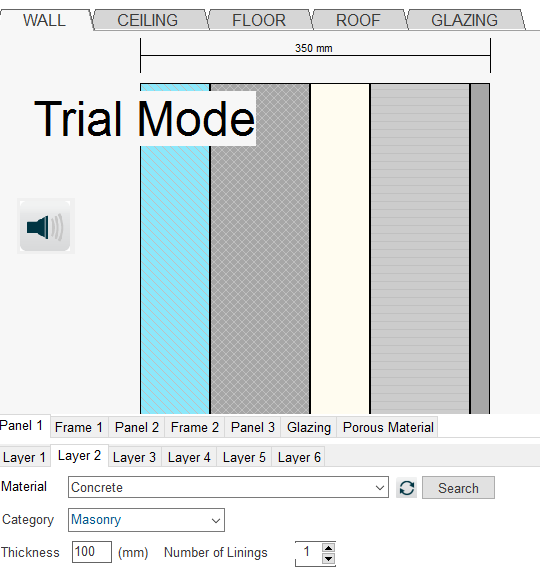 WALL CEILING FLOOR ROOF GLAZING
350 mm
Trial Mode
Panel 1 Frame 1 Panel 2 Frame 2 Panel 3 Glazing Porous Material
Layer 1 Layer 2 Layer 3 Layer 4 Layer 5 Layer 6
Material Concrete Search
Category Masonry
Thickness 100 (mm) Number of Linings 1